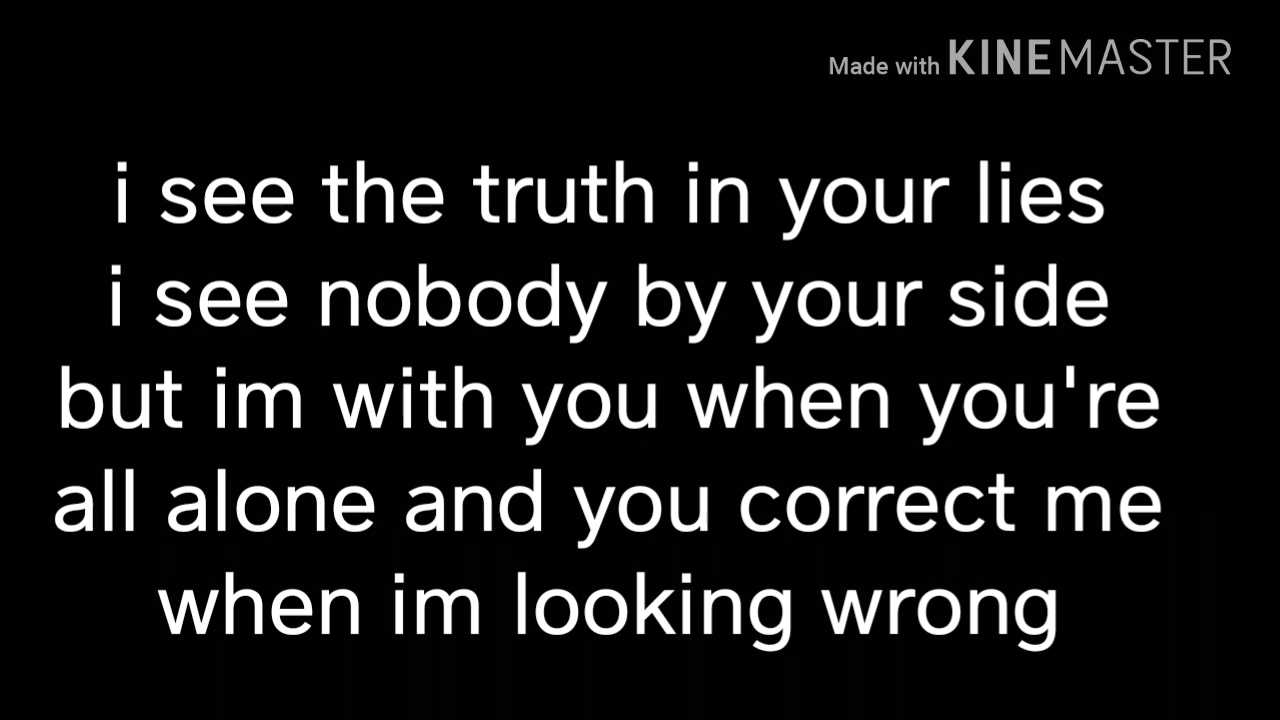 Made with KINEMASTER
i see the truth in your lies
i see nobody by your side
but im with you when you're
all alone and you correct me
when im looking wrong